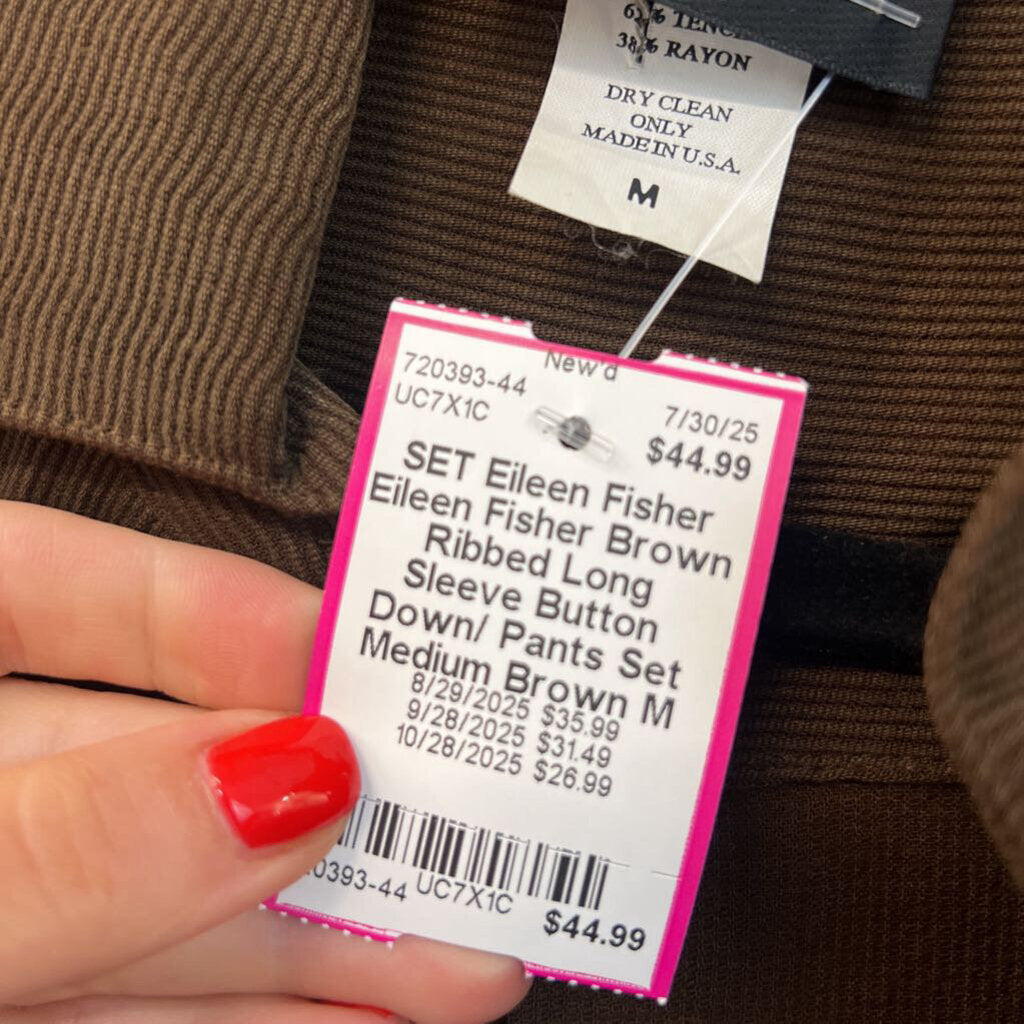 38% RAYON
DRY CLEAN
ONLY
MADE IN U.S.A.
M
New'd
720393-44
UC7X1C
7/30/25
$44.99
SET Eileen Fisher
Eileen Fisher Brown
Ribbed Long
Sleeve Button
Down/ Pants Set
Medium Brown M
8/29/2025 $35.99
9/28/2025 $31.49
10/28/2025 $26.99
0393-44 UC7X1C
$44.99